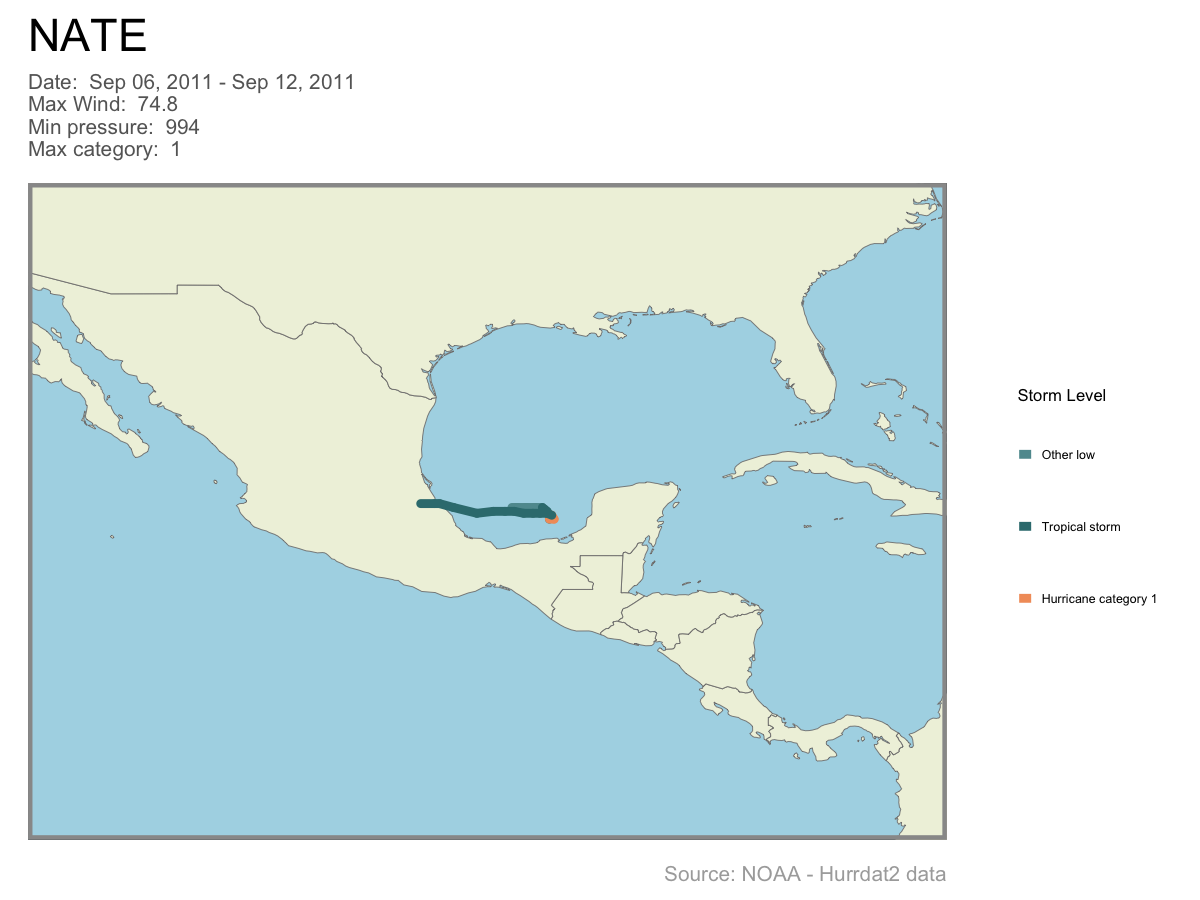 NATE
Date:  Sep 06, 2011 - Sep 12, 2011
Max Wind:  74.8
Min pressure:  994
Max category:  1
Storm Level
Other low
Tropical storm
Hurricane category 1
Source: NOAA - Hurrdat2 data